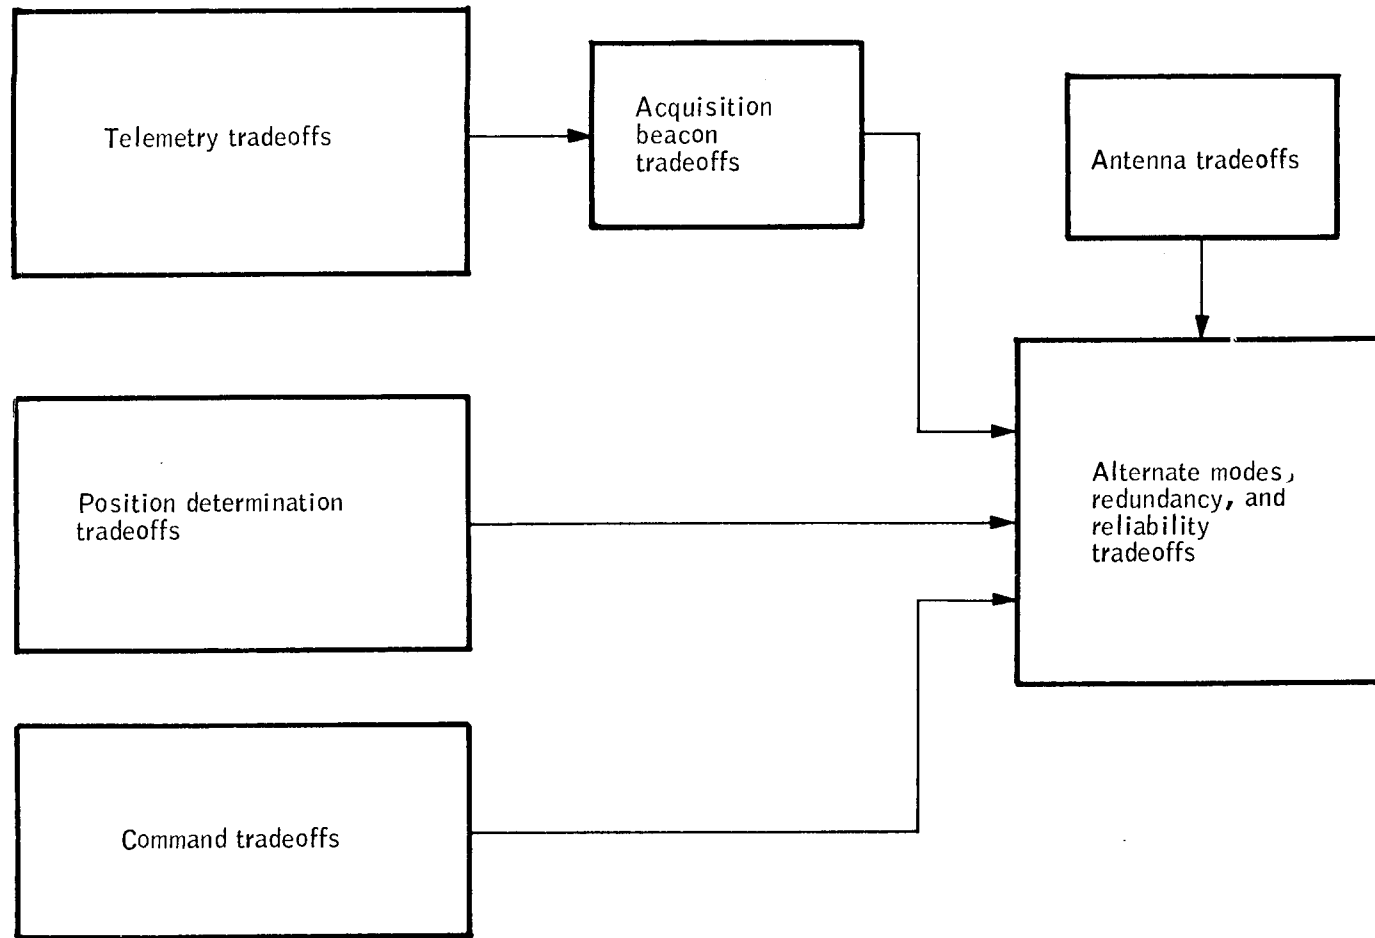 Telemetry tradeoffs
Acquisition
beacon
tradeoffs
Antenna tradeoffs
Position determination
tradeoffs
Alternate modes,
redundancy, and
reliability
tradeoffs
Command tradeoffs